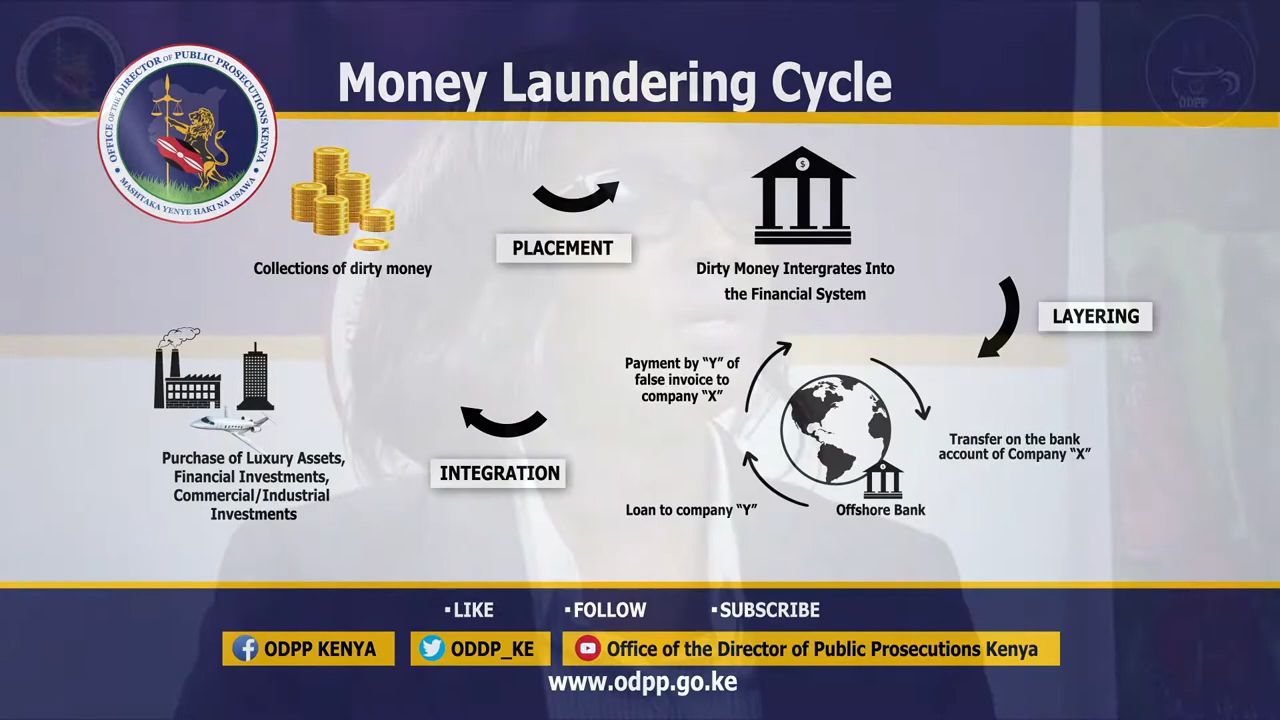 OFFICE OF THE DIRECTOR OF PUBLIC PROSECUTIONS KENYA
MASHTAKA YENYE HAKI NA USAWA
Money Laundering Cycle
ODPP
$
Collections of dirty money
PLACEMENT
Dirty Money Intergrates Into
the Financial System
LAYERING
Payment by “Y” of
false invoice to
company “X”
Transfer on the bank
account of Company “X”
Loan to company “Y”
Offshore Bank
INTEGRATION
Purchase of Luxury Assets,
Financial Investments,
Commercial/Industrial
Investments
▪LIKE ▪FOLLOW ▪SUBSCRIBE
ODPP KENYA
ODDP_KE
Office of the Director of Public Prosecutions Kenya
www.odpp.go.ke